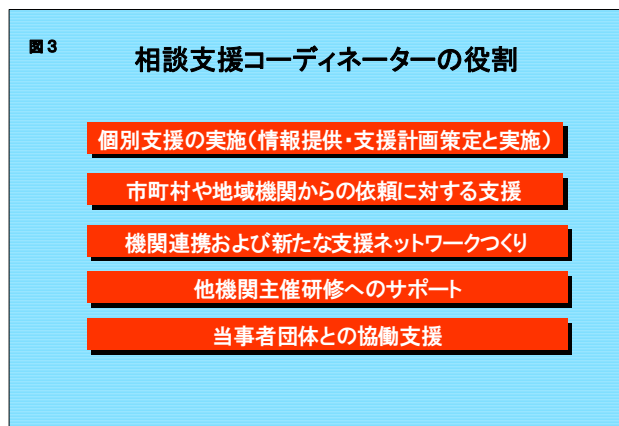 図3
相談支援コーディネーターの役割
個別支援の実施(情報提供・支援計画策定と実施)
市町村や地域機関からの依頼に対する支援
機関連携および新たな支援ネットワークつくり
他機関主催研修へのサポート
当事者団体との協働支援